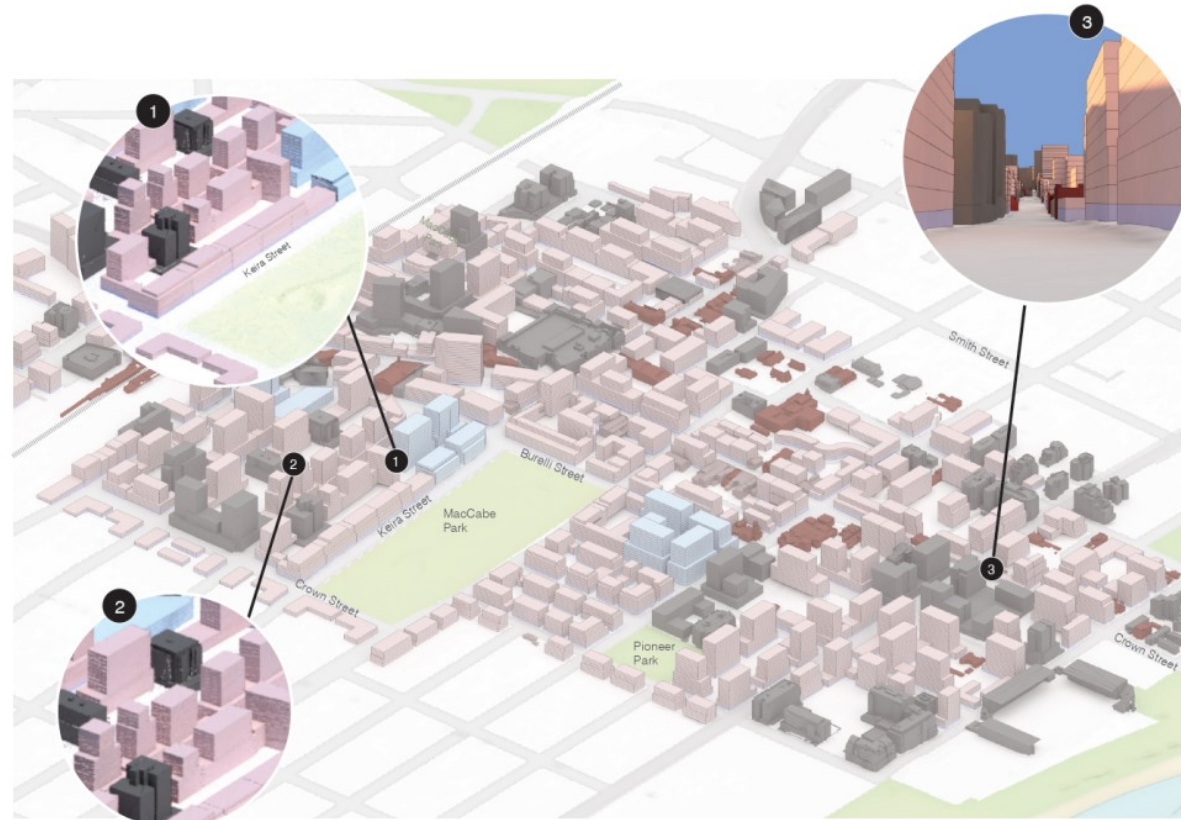 1
3
Keira Street
Smith Street
2
1
Burelli Street
Keira Street
MacCabe
Park
3
Crown Street
2
Pioneer
Park
Crown Street